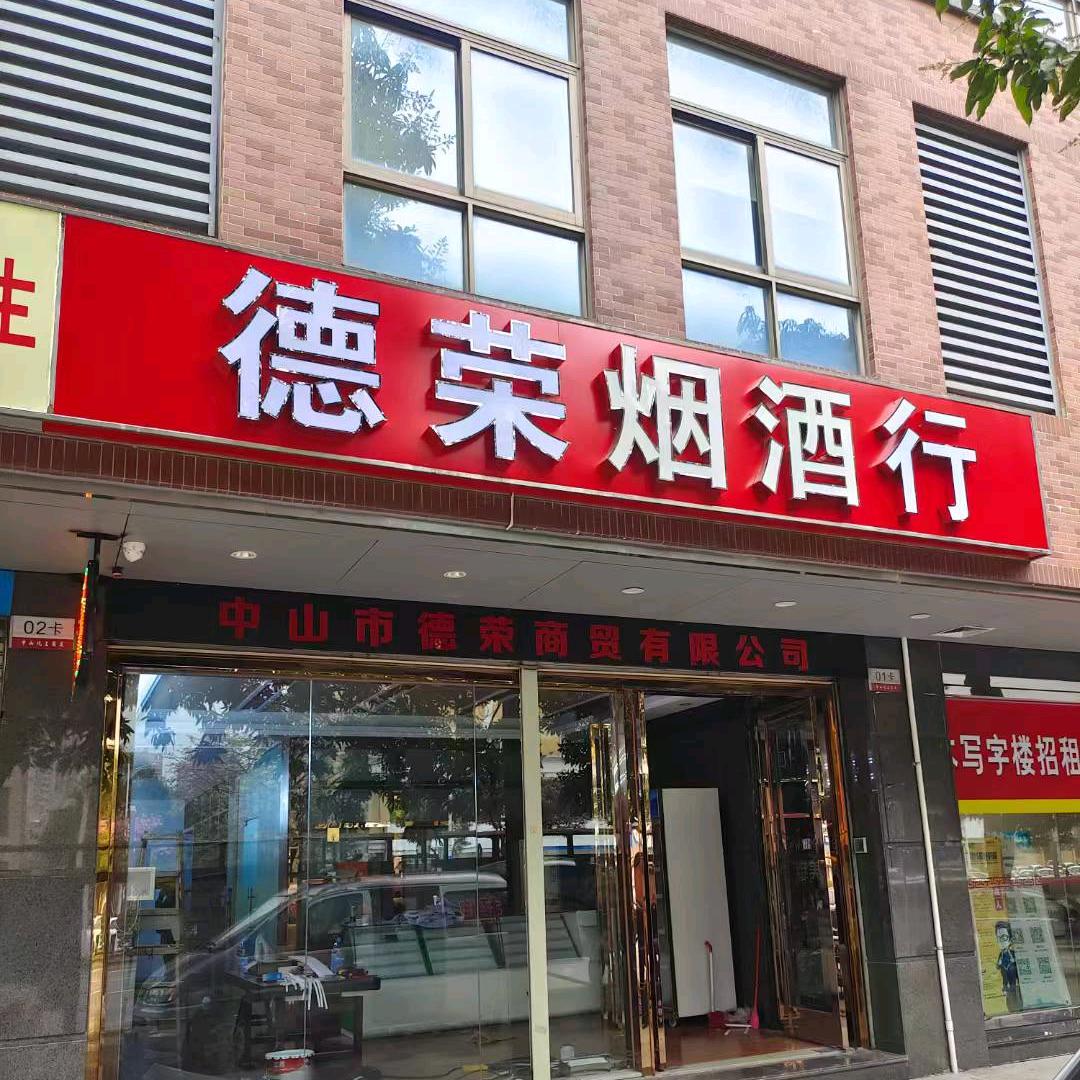 德荣烟酒行
中山市德荣商贸有限公司
02卡
01卡
写字楼招租